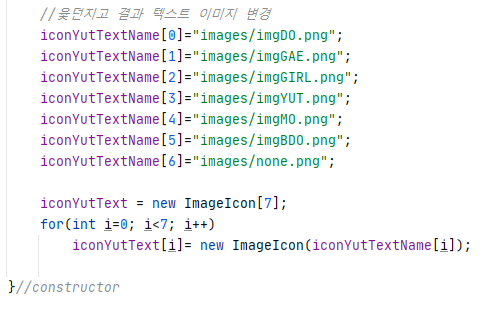 //윷던지고 결과 텍스트 이미지 변경
iconYutTextName[0]="images/imgDO.png";
iconYutTextName[1]="images/imgGAE.png";
iconYutTextName[2]="images/imgGIRL.png";
iconYutTextName[3]="images/imgYUT.png";
iconYutTextName[4]="images/imgMO.png";
iconYutTextName[5]="images/imgBDO.png";
iconYutTextName[6]="images/none.png";
iconYutText = new ImageIcon[7];
for(int i=0; i<7; i++)
iconYutText[i]= new ImageIcon(iconYutTextName[i]);
}//constructor